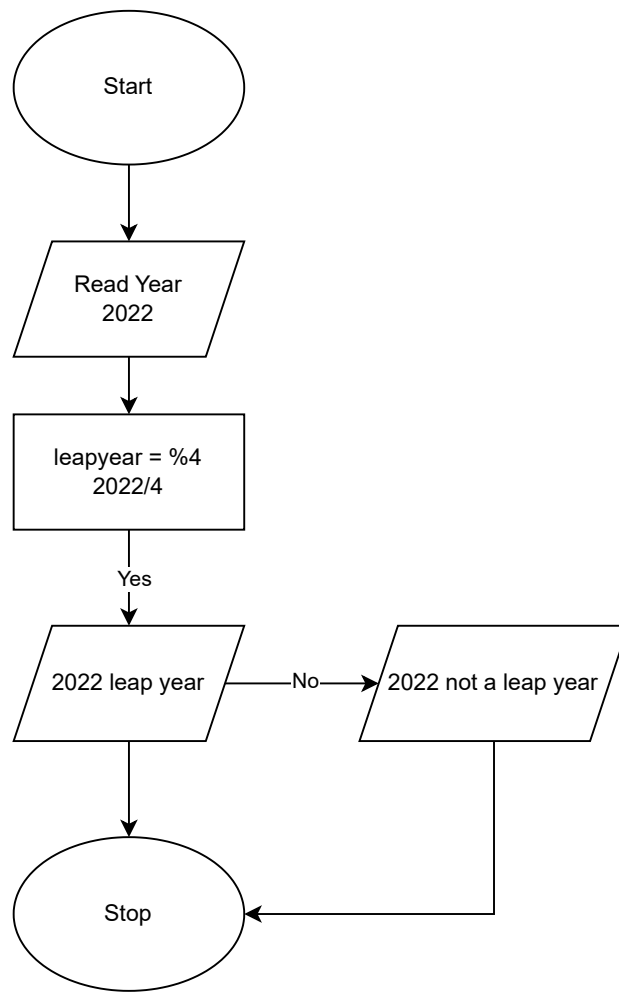 Start
Read Year
2022
leapyear = %4
2022/4
Yes
2022 leap year
No
2022 not a leap year
Stop